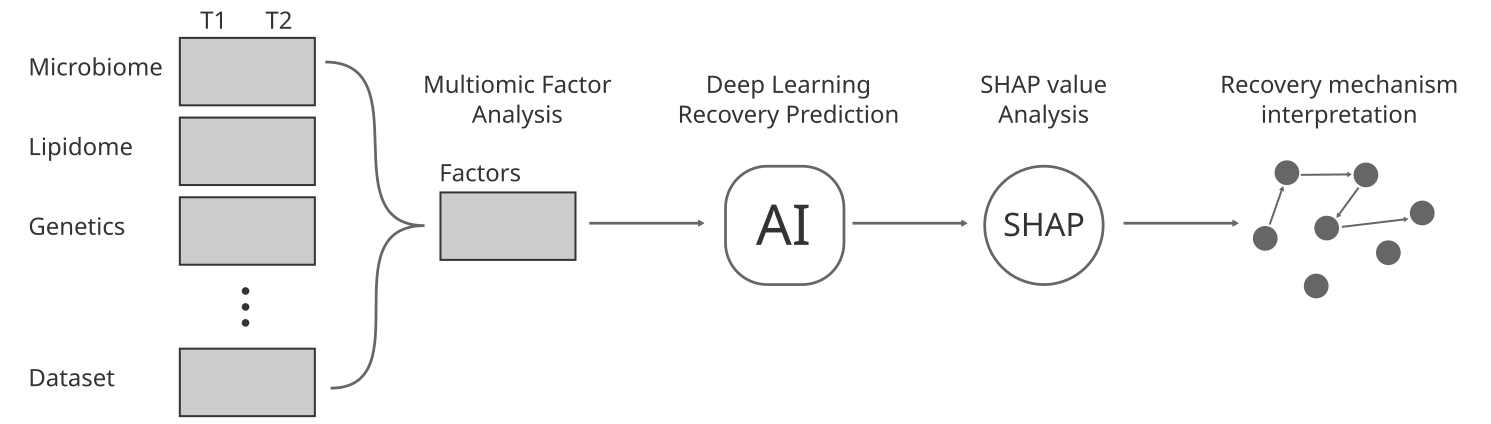 T1 T2
Microbiome
Lipidome
Genetics
Dataset
Multiomic Factor
Analysis
Factors
Deep Learning
Recovery Prediction
AI
SHAP value
Analysis
SHAP
Recovery mechanism
interpretation